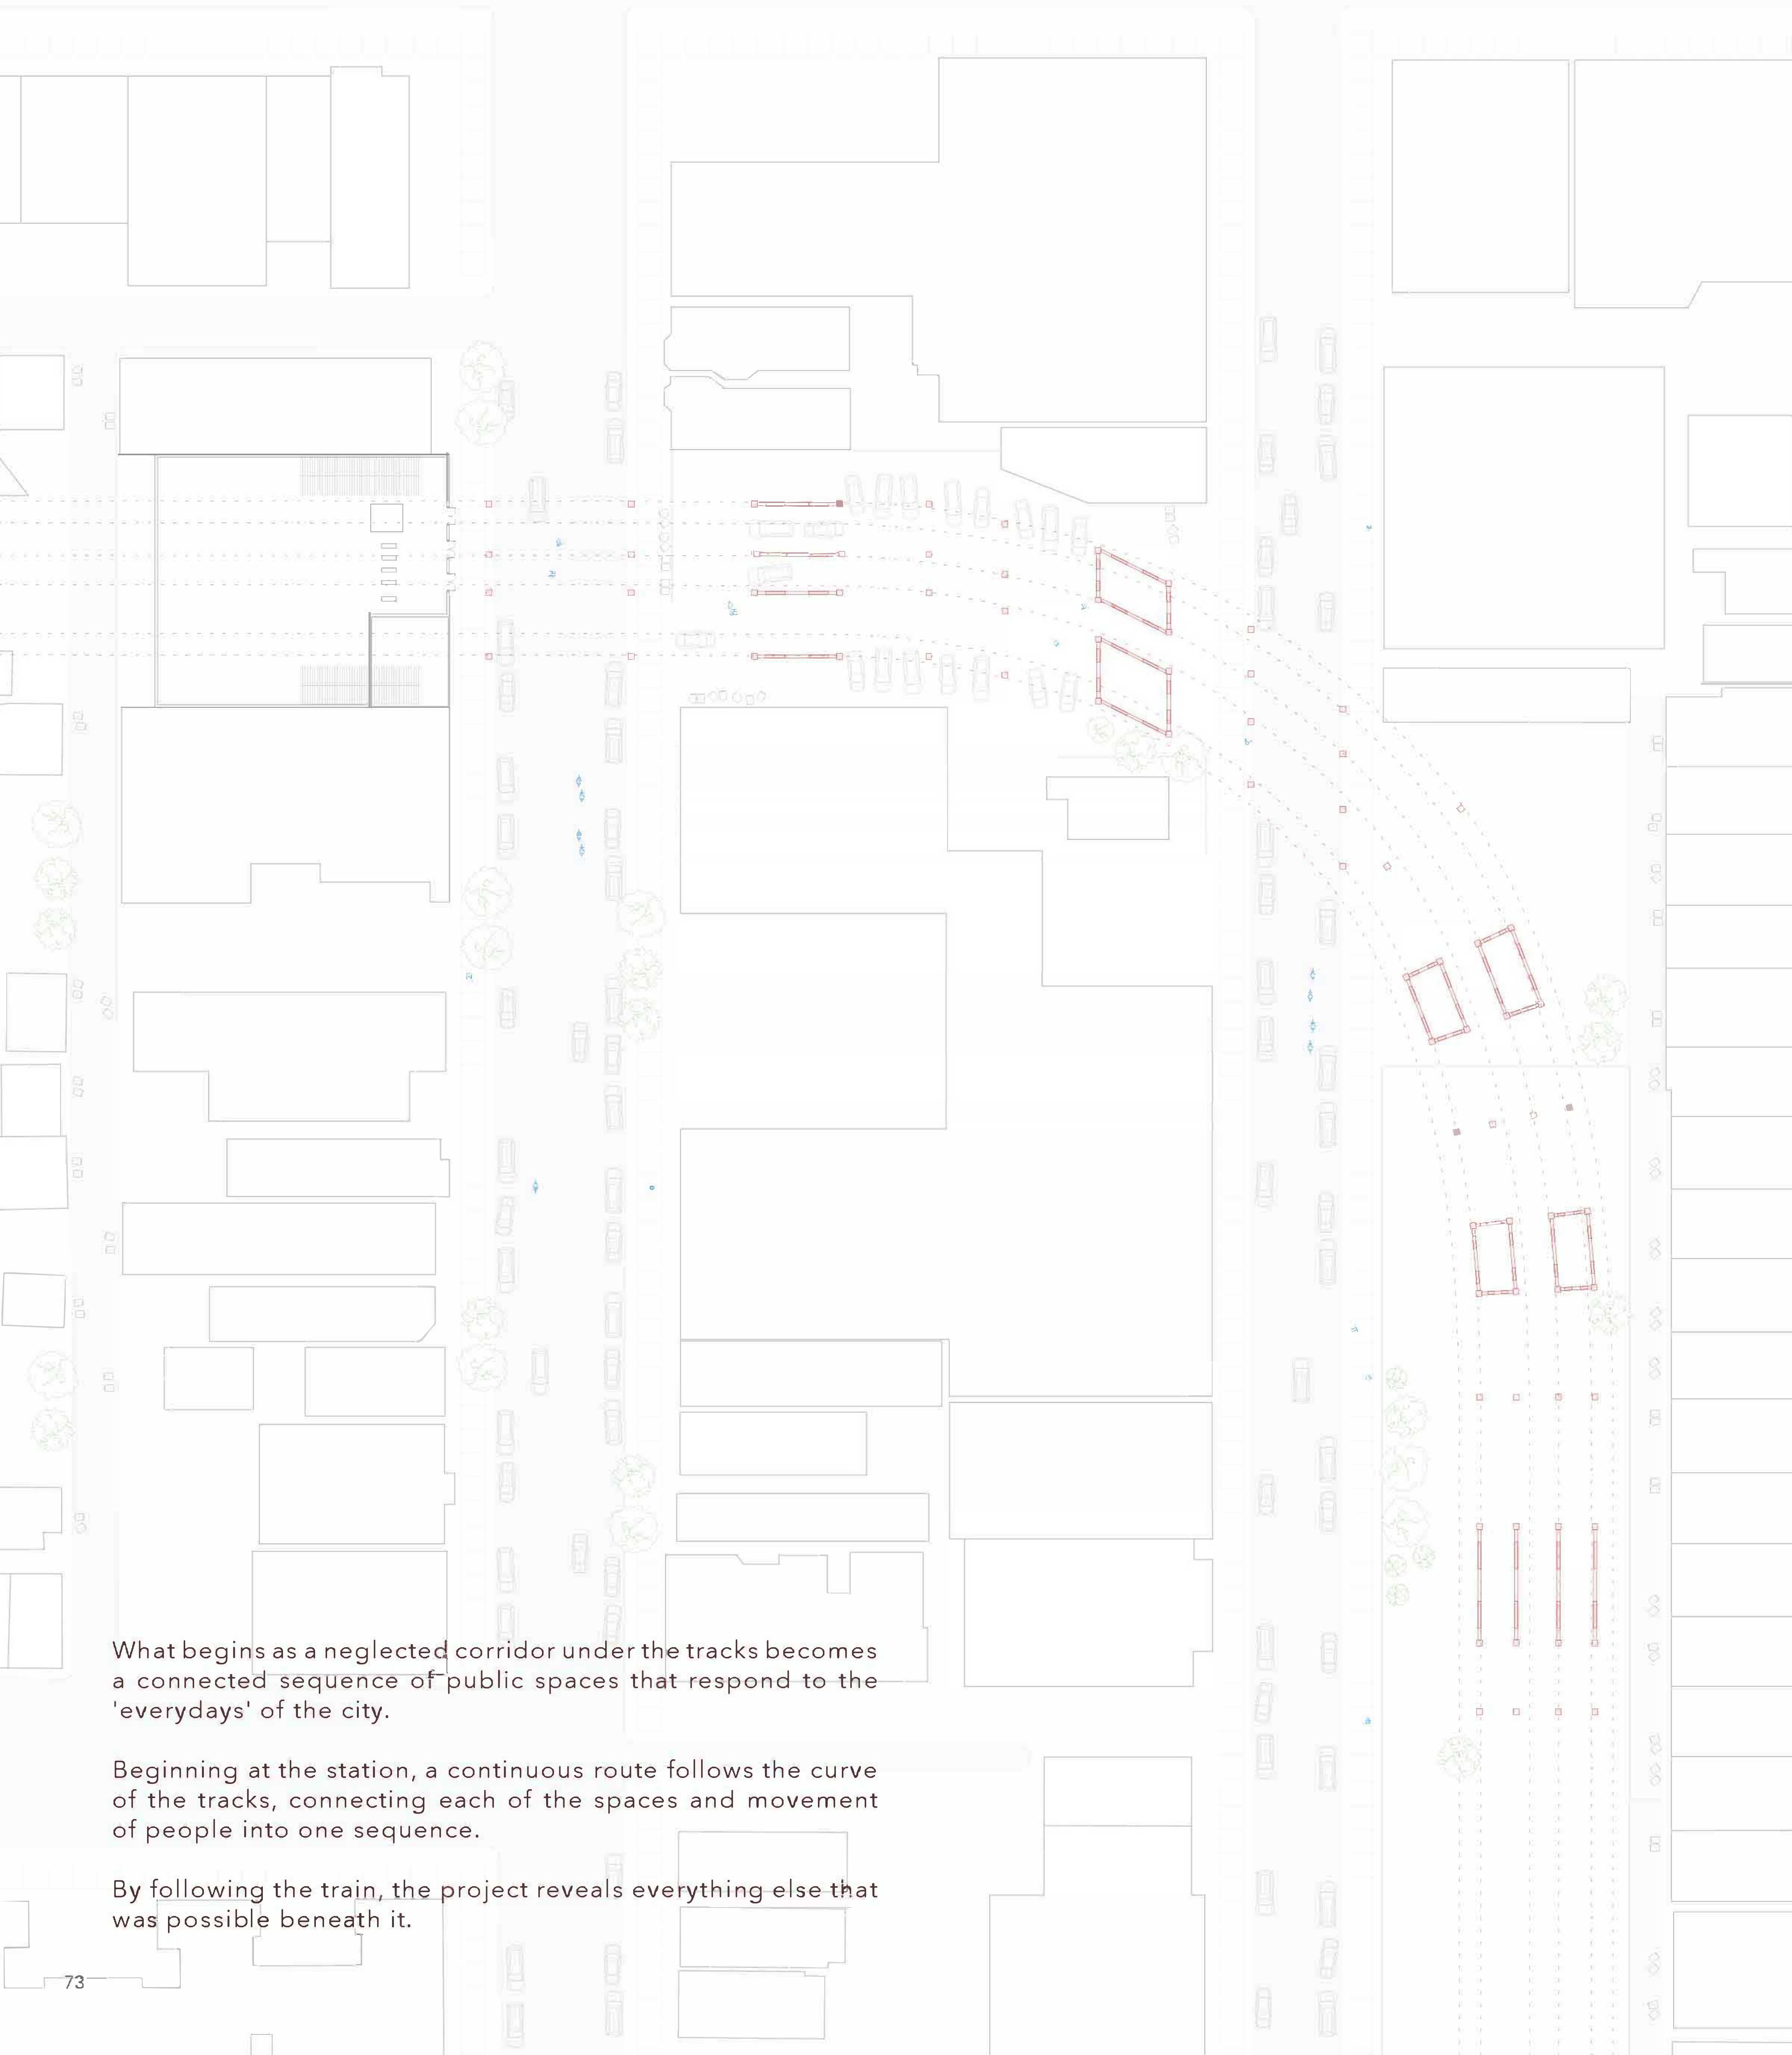 What begins as a neglected corridor under the tracks becomes
a connected sequence of public spaces that respond to the
'everydays' of the city.
Beginning at the station, a continuous route follows the curve
of the tracks, connecting each of the spaces and movement
of people into one sequence.
By following the train, the project reveals everything else that
was possible beneath it.
73